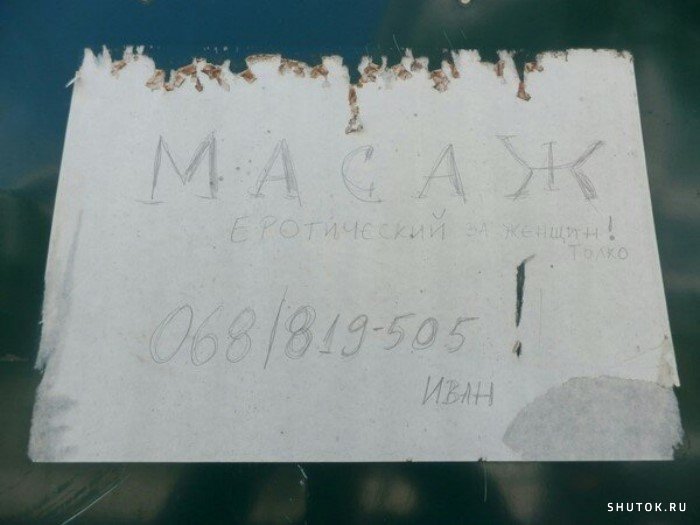 МАСАЖ
ЕРОТИЧЕСКИЙ ЗА ЖЕНЩИН!
ТОЛКО
068/819-505 !
ИВАН
SHUTOK.RU